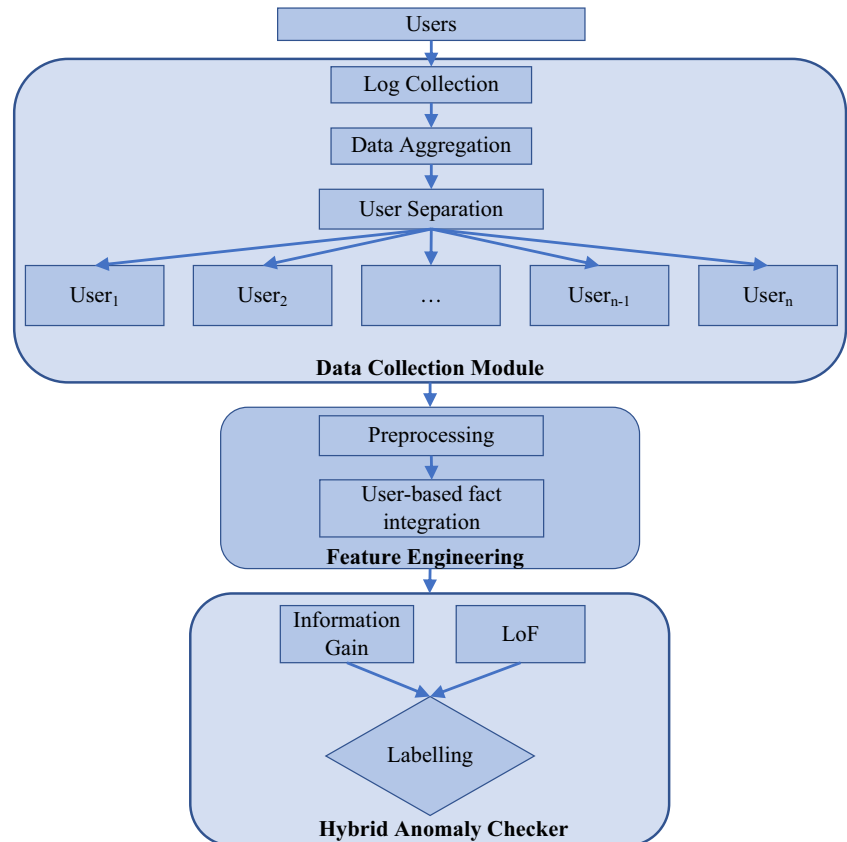 Users
Log Collection
Data Aggregation
User Separation
User1
User2
…
Usern-1
Usern
Data Collection Module
Preprocessing
User-based fact
integration
Feature Engineering
Information
Gain
LoF
Labelling
Hybrid Anomaly Checker